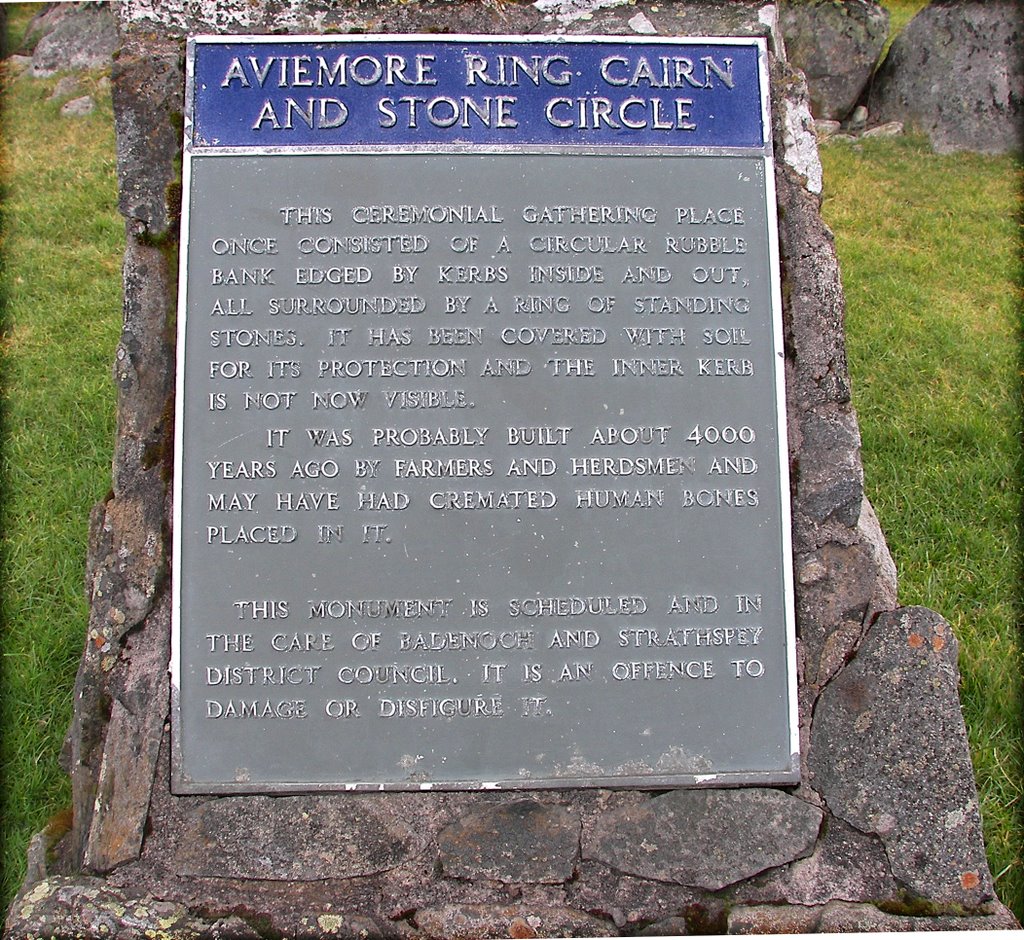 AVIEMORE RING CAIRN
AND STONE CIRCLE
THIS CEREMONIAL GATHERING PLACE
ONCE CONSISTED OF A CIRCULAR RUBBLE
BANK EDGED BY KERBS INSIDE AND OUT,
ALL SURROUNDED BY A RING OF STANDING
STONES. IT HAS BEEN COVERED WITH SOIL
FOR ITS PROTECTION AND THE INNER KERB
IS NOT NOW VISIBLE.
IT WAS PROBABLY BUILT ABOUT 4000
YEARS AGO BY FARMERS AND HERDSMEN AND
MAY HAVE HAD CREMATED HUMAN BONES
PLACED IN IT.
THIS MONUMENT IS SCHEDULED AND IN
THE CARE OF BADENOCH AND STRATHSPEY
DISTRICT COUNCIL. IT IS AN OFFENCE TO
DAMAGE OR DISFIGURE IT.